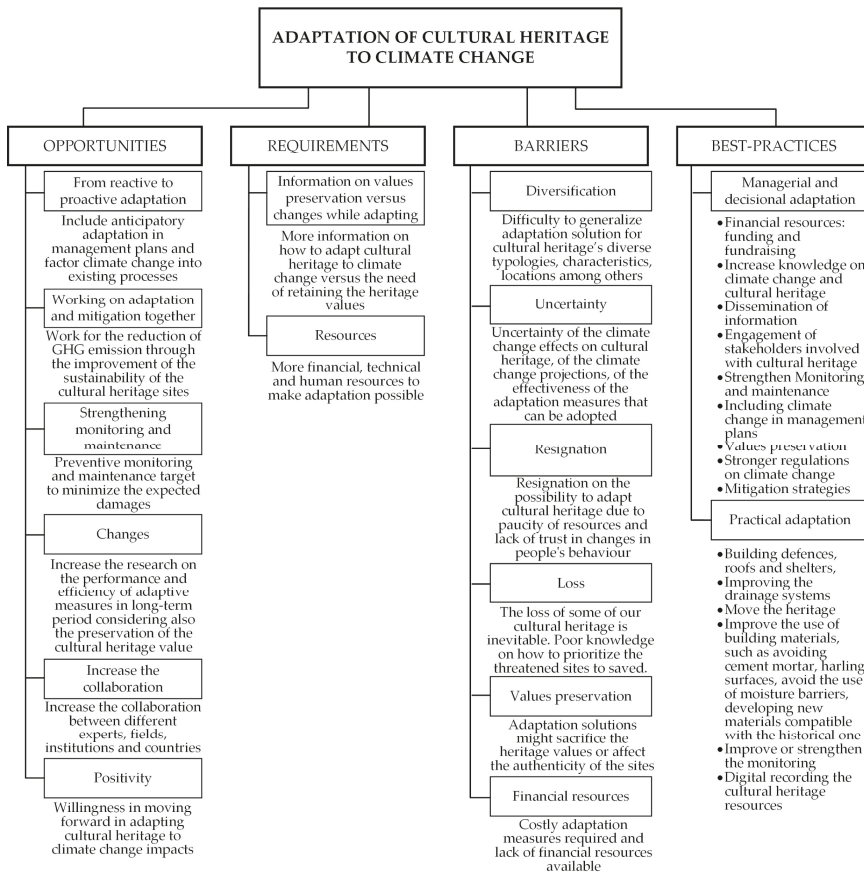 ADAPTATION OF CULTURAL HERITAGE
TO CLIMATE CHANGE
OPPORTUNITIES
From reactive to
proactive adaptation
Include anticipatory
adaptation in
management plans and
factor climate change into
existing processes
Working on adaptation
and mitigation together
Work for the reduction of
GHG emission through
the improvement of the
sustainability of the
cultural heritage sites
Strengthening
monitoring and
maintenance
Preventive monitoring
and maintenance target
to minimize the expected
damages
Changes
Increase the research on
the performance and
efficiency of adaptive
measures in long-term
period considering also
the preservation of the
cultural heritage value
Increase the
collaboration
Increase the collaboration
between different
experts, fields,
institutions and countries
Positivity
Willingness in moving
forward in adapting
cultural heritage to
climate change impacts
REQUIREMENTS
Information on values
preservation versus
changes while adapting
More information on
how to adapt cultural
heritage to climate
change versus the need
of retaining the heritage
values
Resources
More financial, technical
and human resources to
make adaptation possible
BARRIERS
Diversification
Difficulty to generalize
adaptation solution for
cultural heritage's diverse
typologies, characteristics,
locations among others
Uncertainty
Uncertainty of the climate
change effects on cultural
heritage, of the climate
change projections, of the
effectiveness of the
adaptation measures that
can be adopted
Resignation
Resignation on the
possibility to adapt
cultural heritage due to
paucity of resources and
lack of trust in changes in
people's behaviour
Loss
The loss of some of our
cultural heritage is
inevitable. Poor knowledge
on how to prioritize the
threatened sites to saved.
Values preservation
Adaptation solutions
might sacrifice the
heritage values or affect
the authenticity of the sites
Financial resources
Costly adaptation
measures required and
lack of financial resources
available
BEST-PRACTICES
Managerial and
decisional adaptation
• Financial resources:
funding and
fundraising
• Increase knowledge on
climate change and
cultural heritage
• Dissemination of
information
• Engagement of
stakeholders involved
with cultural heritage
• Strengthen Monitoring
and maintenance
• Including climate
change in management
plans
• Values preservation
• Stronger regulations
on climate change
• Mitigation strategies
Practical adaptation
• Building defences,
roofs and shelters,
• Improving the
drainage systems
• Move the heritage
• Improve the use of
building materials,
such as avoiding
cement mortar, harling
surfaces, avoid the use
of moisture barriers,
developing new
materials compatible
with the historical one
• Improve or strengthen
the monitoring
• Digital recording the
cultural heritage
resources